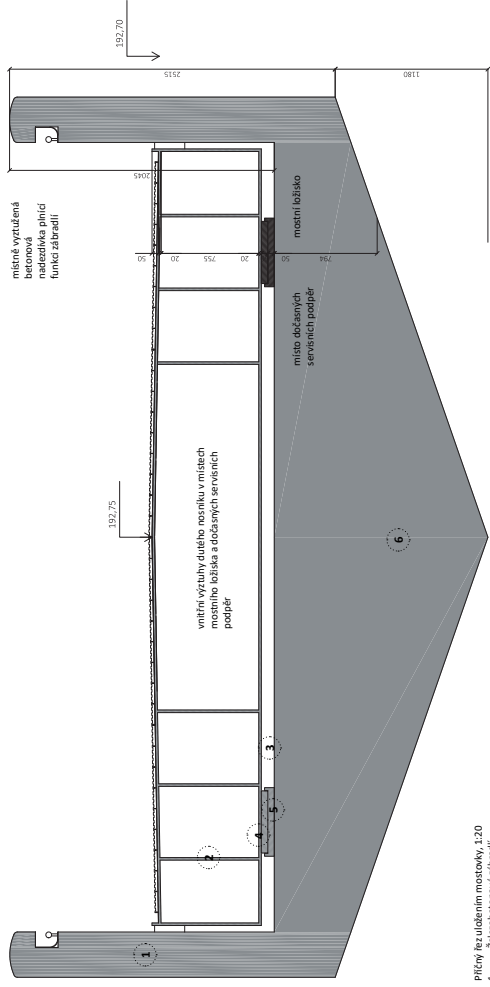 192,70
2515
1180
místně vyztužená
betonová
nadezdívka plnící
funkci zábradlí
2045
50
20
755
20
50
794
mostní ložisko
místo dočasných
servisních podpěr
192,75
vnitřní výztuhy dutého nosníku v místech
mostního ložiska a dočasných servisních
podpěr
1
2
3
4
5
6
Příčný řez uložením mostovky, 1:20